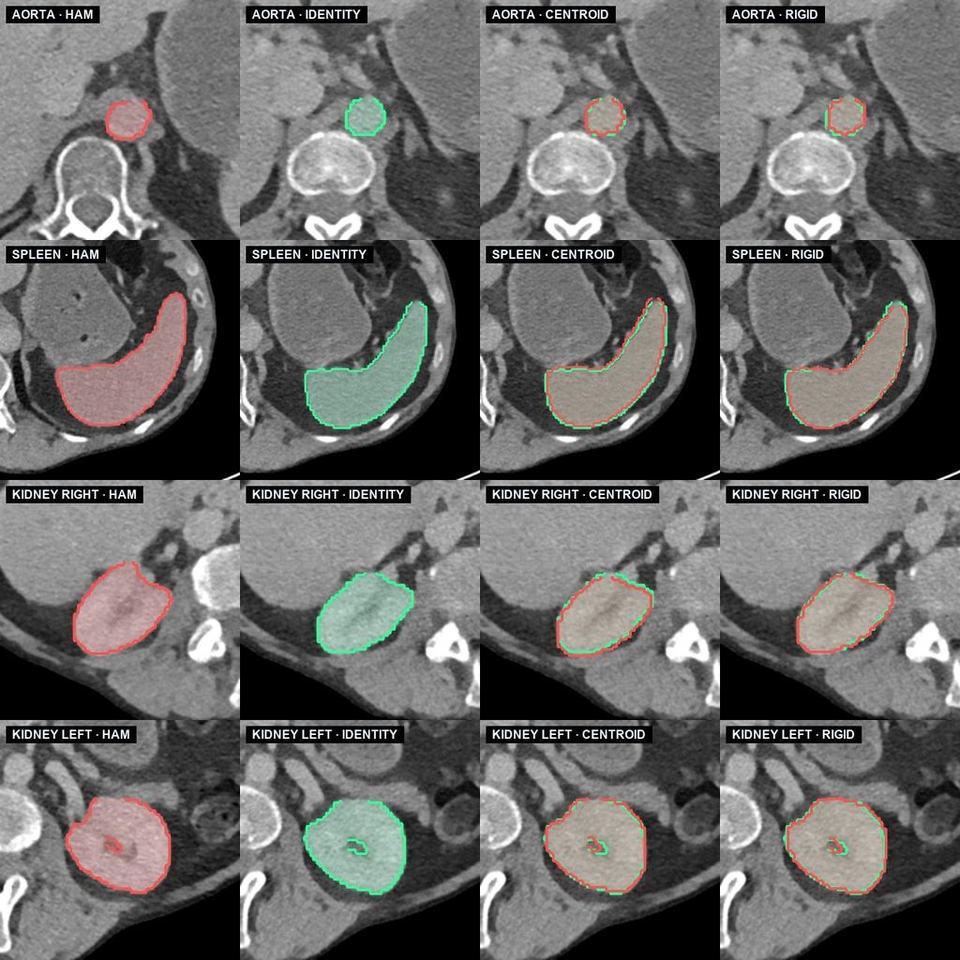 AORTA · HAM
AORTA · IDENTITY
AORTA · CENTROID
AORTA · RIGID
SPLEEN · HAM
SPLEEN · IDENTITY
SPLEEN · CENTROID
SPLEEN · RIGID
KIDNEY RIGHT · HAM
KIDNEY RIGHT · IDENTITY
KIDNEY RIGHT · CENTROID
KIDNEY RIGHT · RIGID
KIDNEY LEFT · HAM
KIDNEY LEFT · IDENTITY
KIDNEY LEFT · CENTROID
KIDNEY LEFT · RIGID